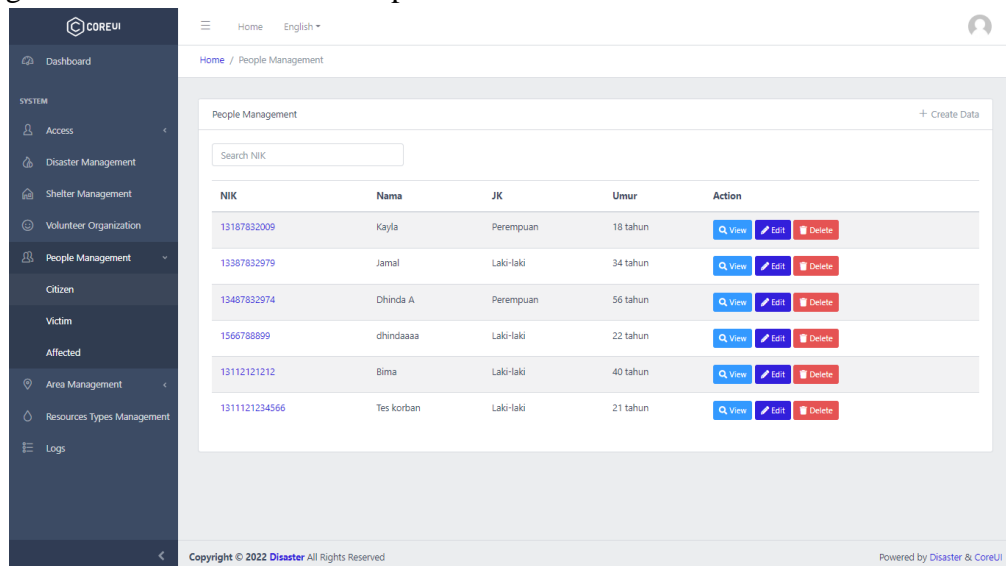 COREUI
Home English
Dashboard
Home / People Management
SYSTEM
People Management + Create Data
Access
Search NIK
Disaster Management
Shelter Management
NIK Nama JK Umur Action
Volunteer Organization
13187832009 Kayla Perempuan 18 tahun View Edit Delete
People Management
13387832979 Jamal Laki-laki 34 tahun View Edit Delete
Citizen
13487832974 Dhinda A Perempuan 56 tahun View Edit Delete
Victim
1566788899 dhindaaaa Laki-laki 22 tahun View Edit Delete
Affected
13112121212 Bima Laki-laki 40 tahun View Edit Delete
Area Management
1311121234566 Tes korban Laki-laki 21 tahun View Edit Delete
Resources Types Management
Logs
Copyright © 2022 Disaster All Rights Reserved Powered by Disaster & CoreUI